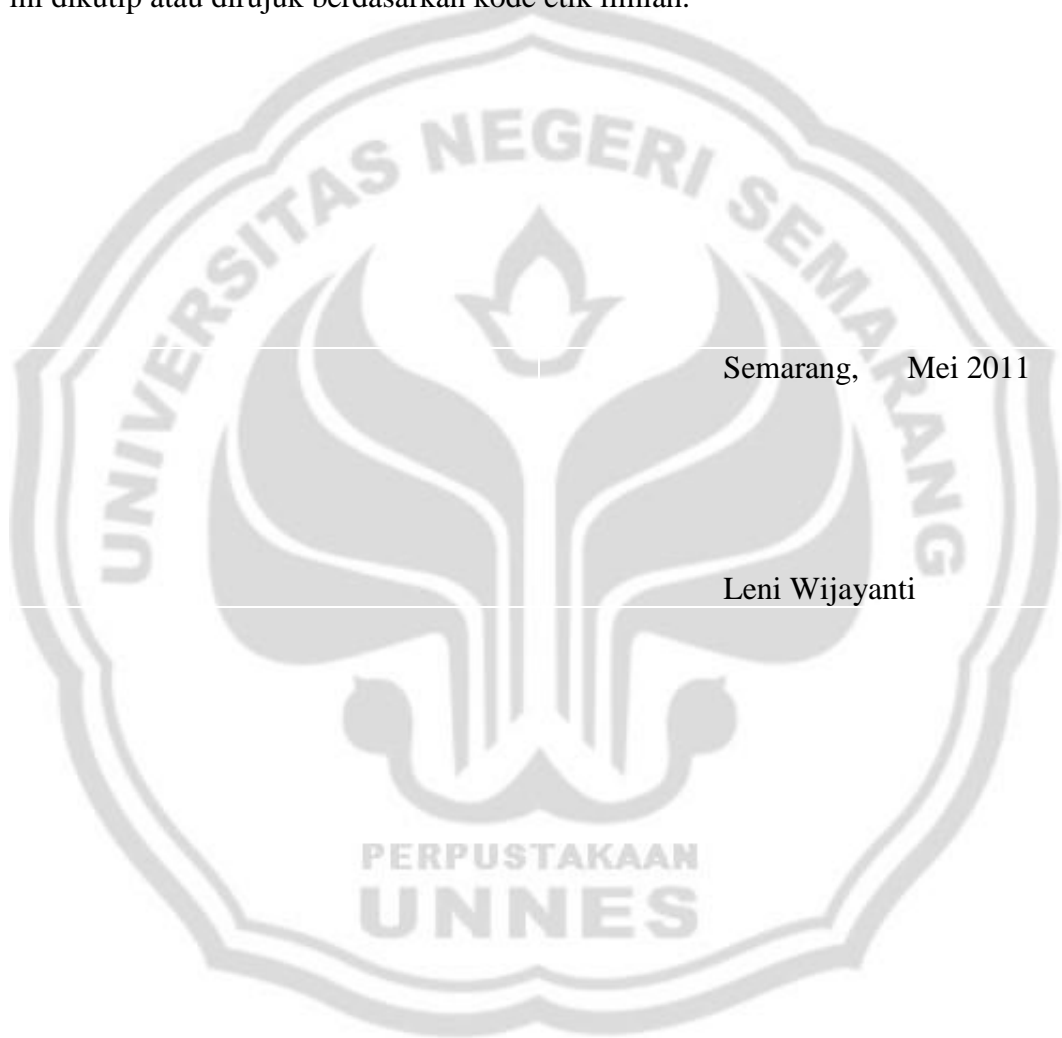 ini dikutip atau dirujuk berdasarkan kode etik ilmiah.
UNIVERSITAS NEGERI SEMARANG
Semarang, Mei 2011
Leni Wijayanti
PERPUSTAKAAN
UNNES